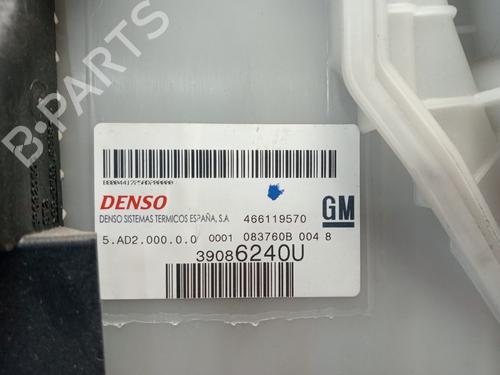 B-PARTS
DENSO
DENSO SISTEMAS TERMICOS ESPAÑA, S.A 466119570
GM
5.AD2.000.0.0 0001 083760B 004 8
39086240U